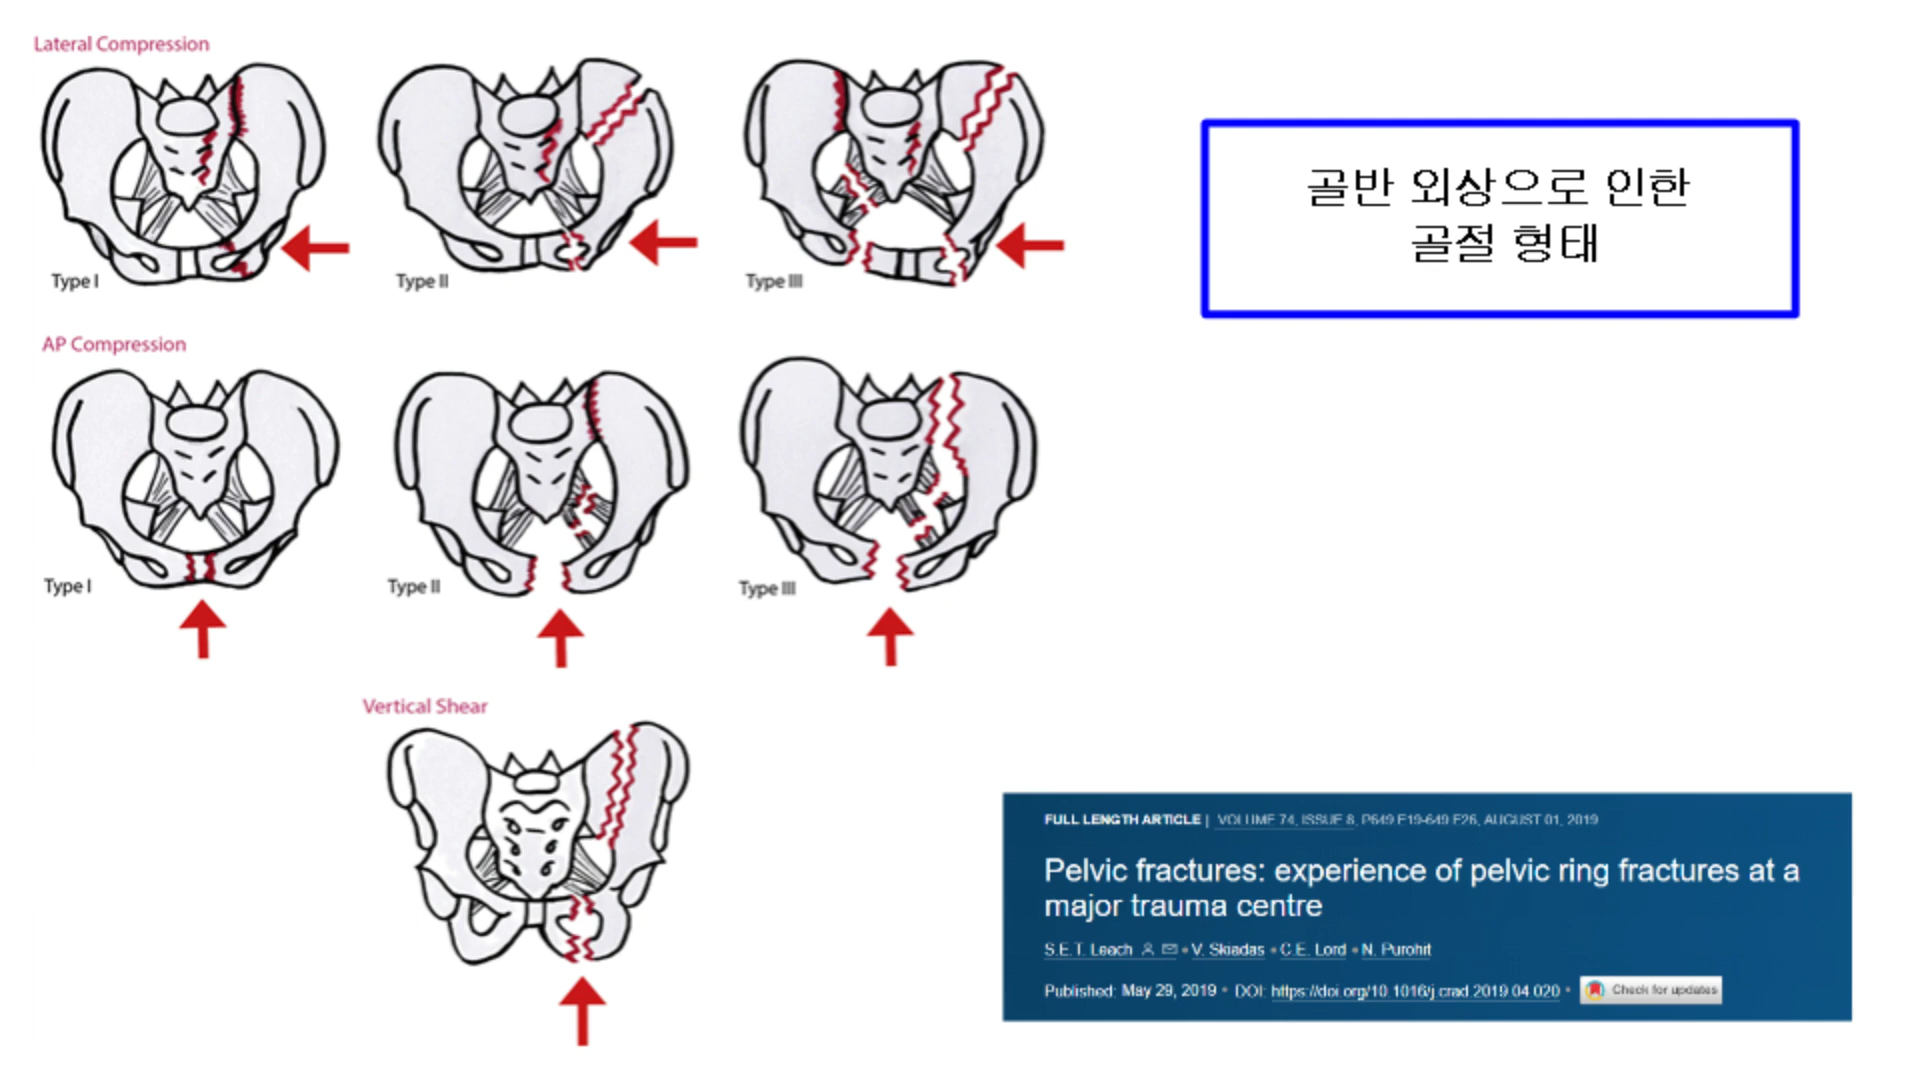 Lateral Compression
Type I
Type II
Type III
골반 외상으로 인한
골절 형태
AP Compression
Type I
Type II
Type III
Vertical Shear
FULL LENGTH ARTICLE | VOLUME 74, ISSUE 8, P649.E19-649.E26, AUGUST 01, 2019
Pelvic fractures: experience of pelvic ring fractures at a
major trauma centre
S.E.T. Leach • V. Skiadas • C.E. Lord • N. Purohit
Published: May 29, 2019 • DOI: https://doi.org/10.1016/j.crad.2019.04.020 •
Check for updates